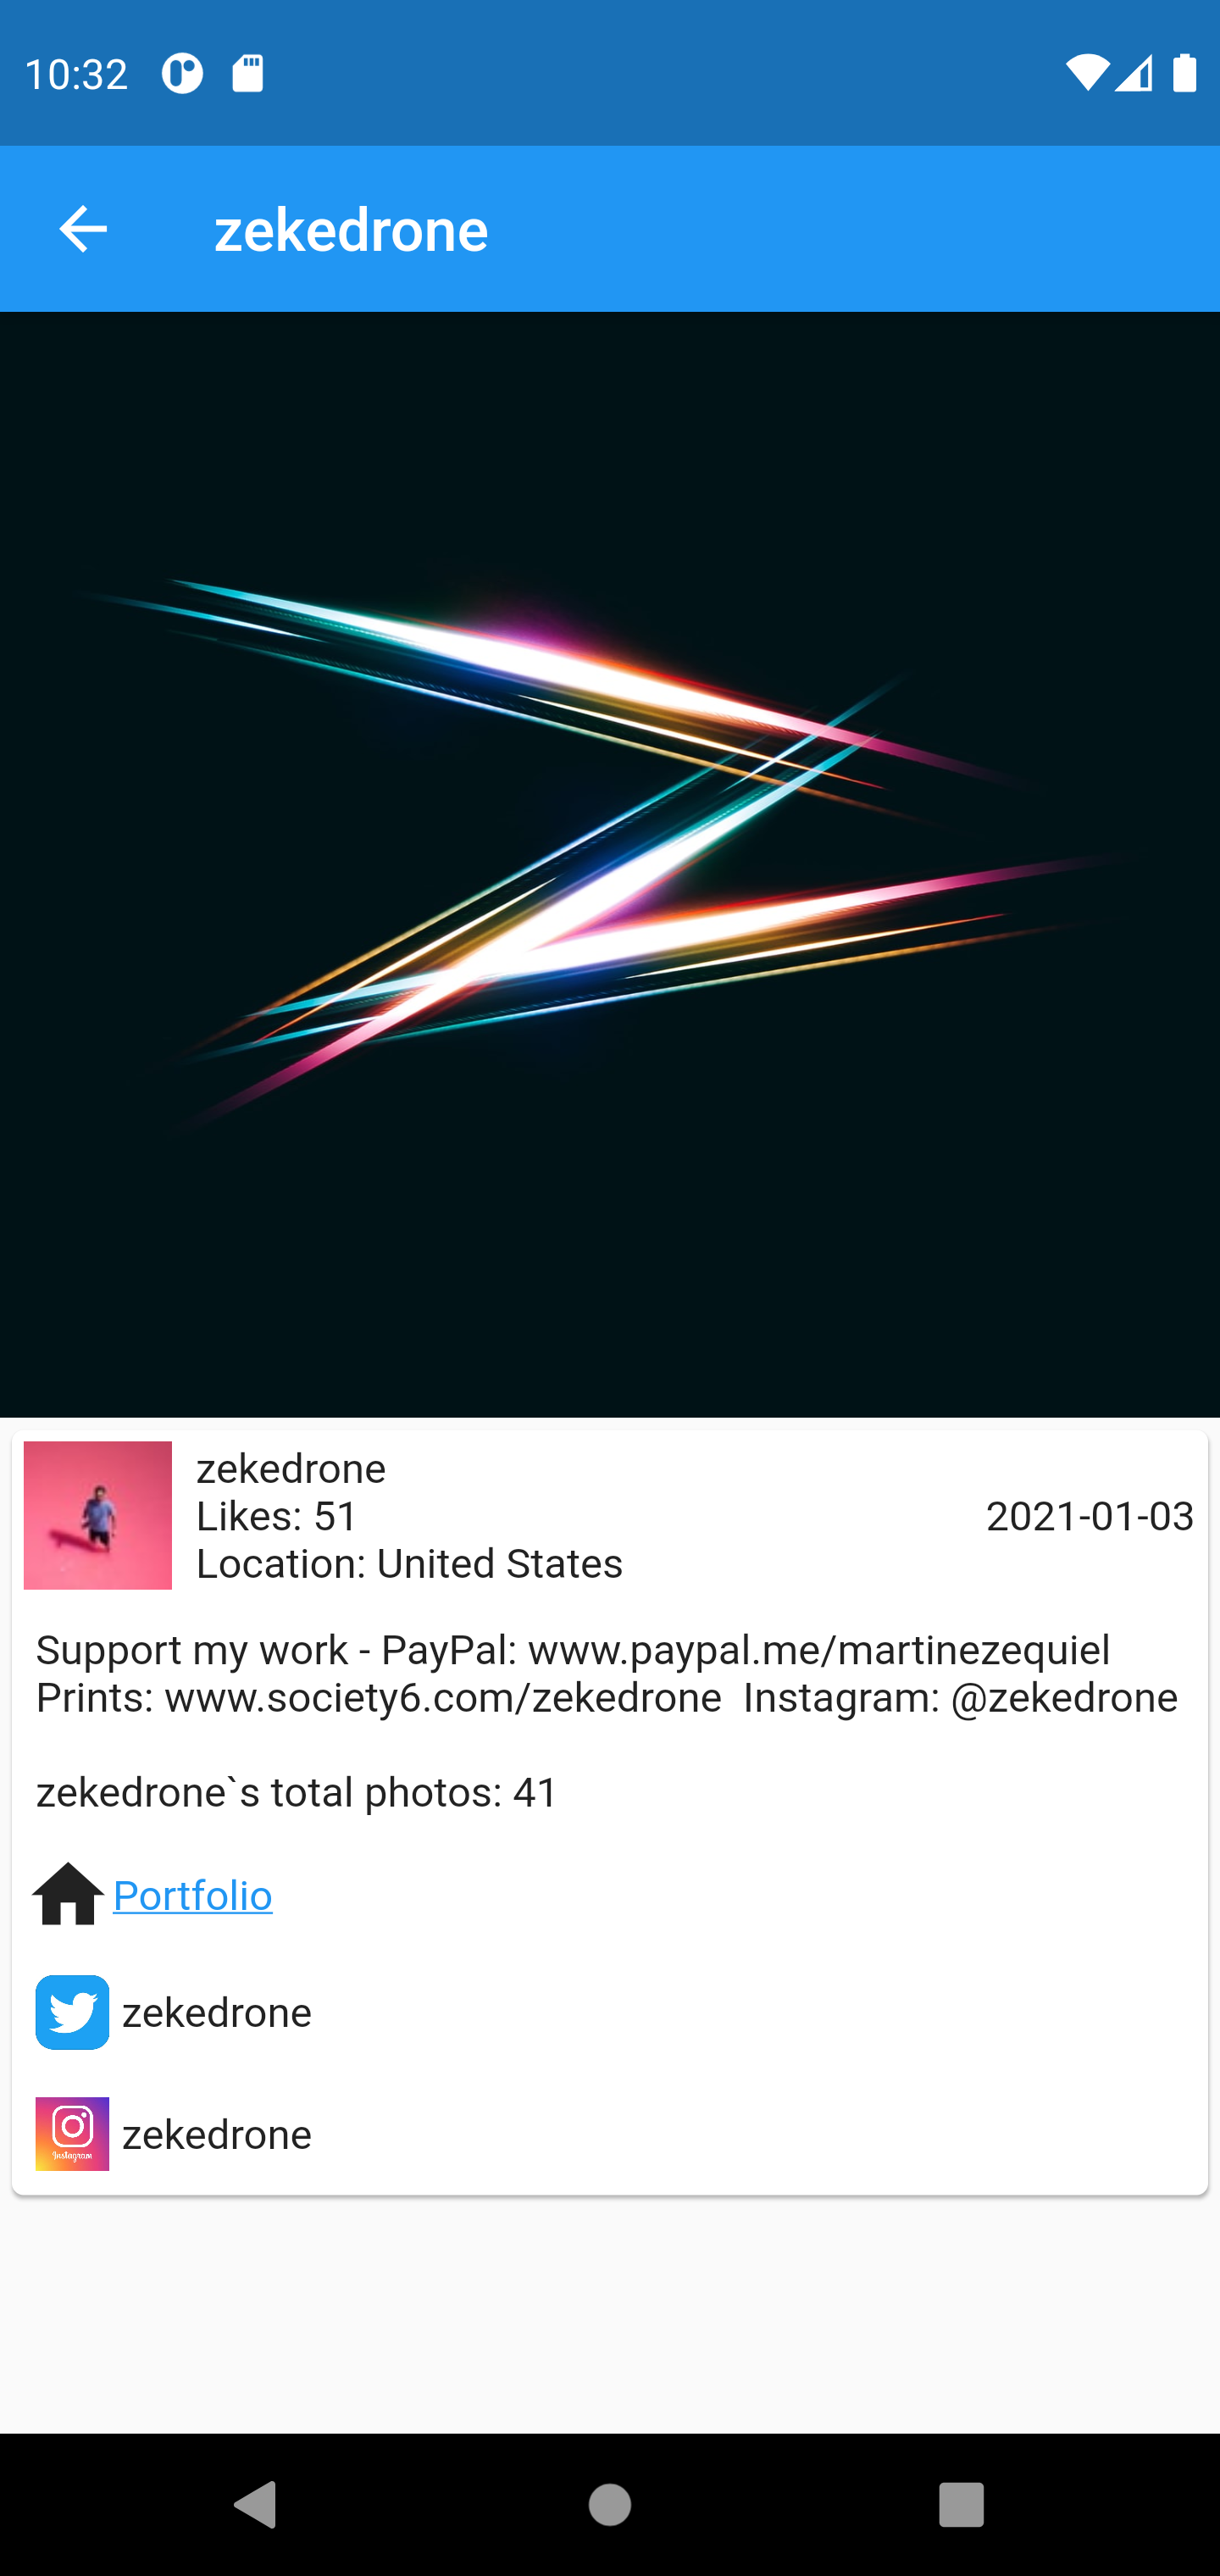 10:32
zekedrone
zekedrone
Likes: 51
2021-01-03
Location: United States
Support my work - PayPal: www.paypal.me/martinezequiel
Prints: www.society6.com/zekedrone  Instagram: @zekedrone
zekedrone`s total photos: 41
Portfolio
zekedrone
Instagram
zekedrone